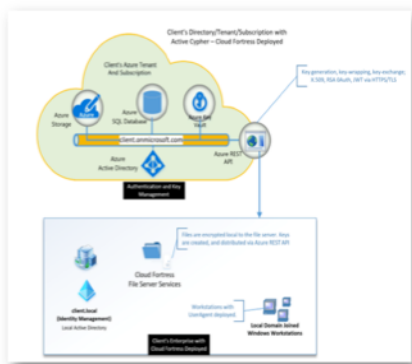 Client's Directory/Tenant/Subscription with
Active Cypher – Cloud Fortress Deployed
Client's Azure Tenant
And Subscription
Key generation, key-wrapping, key exchange,
X.509, RSA OAuth, JWT via HTTPS/TLS
Azure
Azure
Storage
Azure
SQL Database
Azure Key
Vault
client.onmicrosoft.com
Azure REST
API
Azure
Active Directory
Authentication and Key
Management
Files are encrypted local to the file server: keys
are created, and distributed via Azure REST API
Cloud Fortress
File Server Services
client.local
(Identity Management)
Local Active Directory
Workstations with
UserAgent deployed.
Local Domain Joined
Windows Workstations
Client's Enterprise with
Cloud Fortress Deployed